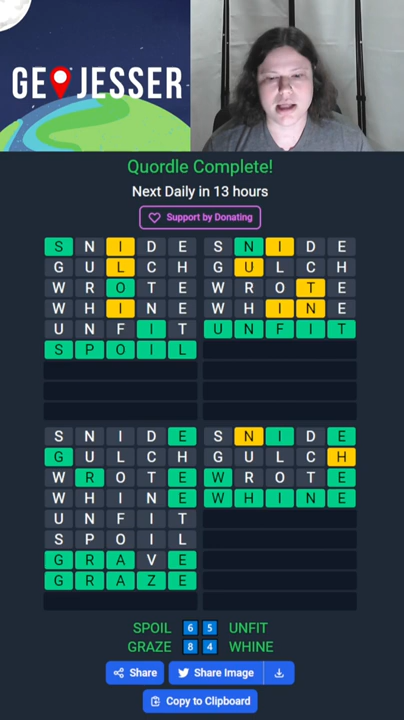 GEOJESSER
Quordle Complete!
Next Daily in 13 hours
Support by Donating
S N I D E S N I D E
G U L C H G U L C H
W R O T E W R O T E
W H I N E W H I N E
U N F I T U N F I T
S P O I L
S N I D E S N I D E
G U L C H G U L C H
W R O T E W R O T E
W H I N E W H I N E
U N F I T
S P O I L
G R A V E
G R A Z E
SPOIL 6 5 UNFIT
GRAZE 8 4 WHINE
Share Share Image
Copy to Clipboard